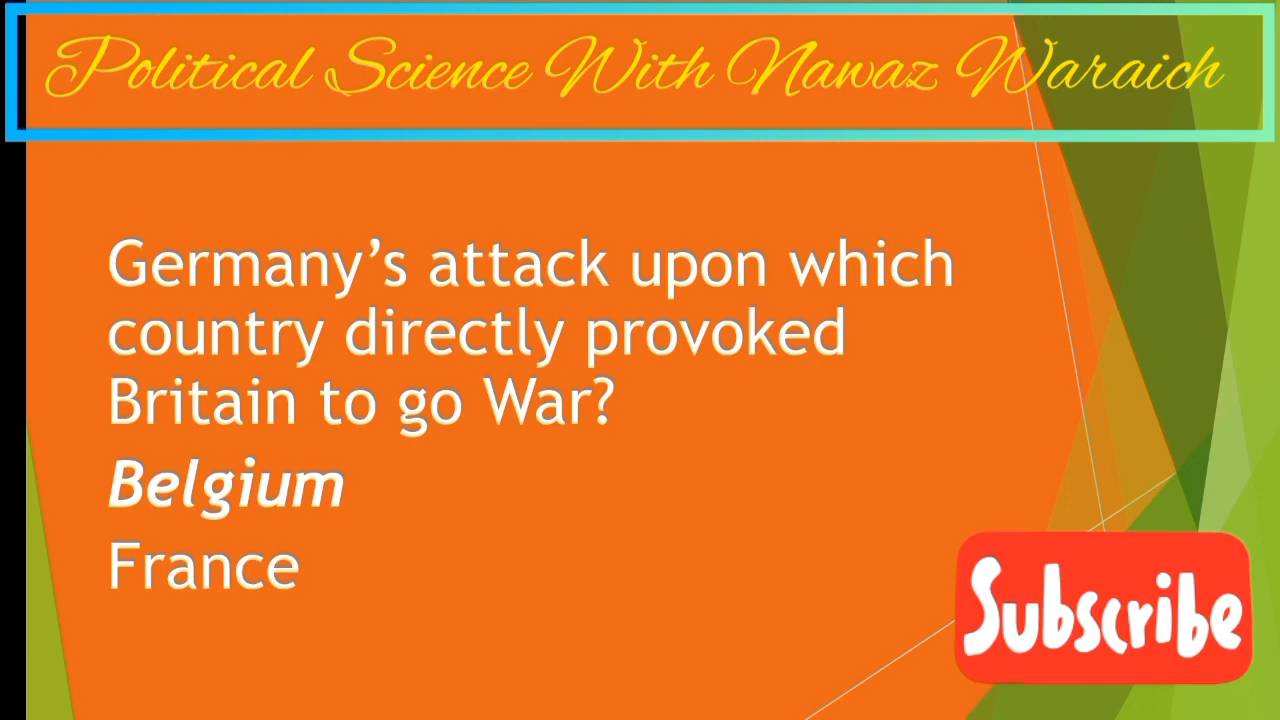 Political Science With Nawaz Waraich
Germany’s attack upon which
country directly provoked
Britain to go War?
Belgium
France
Subscribe